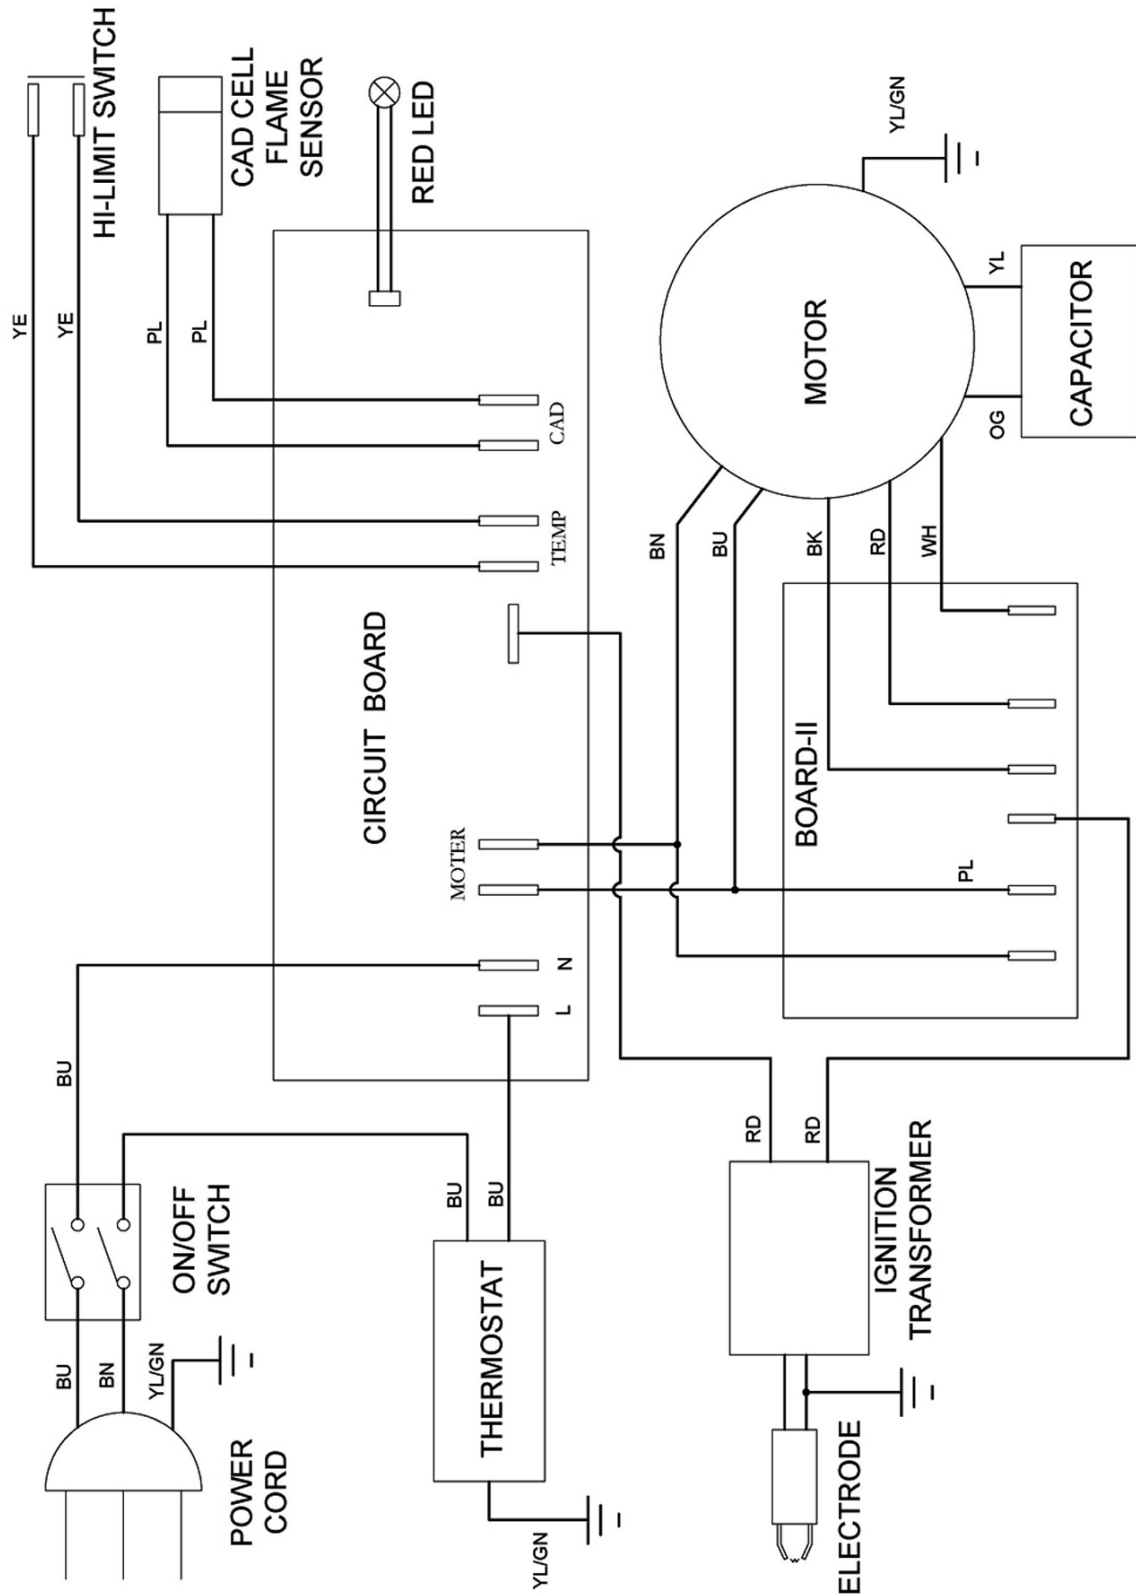 POWER
CORD
BU
BN
YL/GN
ON/OFF
SWITCH
BU
YE
YE
HI-LIMIT SWITCH
PL
PL
CAD CELL
FLAME
SENSOR
RED LED
CIRCUIT BOARD
L
N
MOTER
TEMP
CAD
THERMOSTAT
BU
BU
YL/GN
BN
BU
BK
RD
WH
MOTOR
YL/GN
OG
YL
CAPACITOR
BOARD-II
PL
RD
RD
IGNITION
TRANSFORMER
ELECTRODE